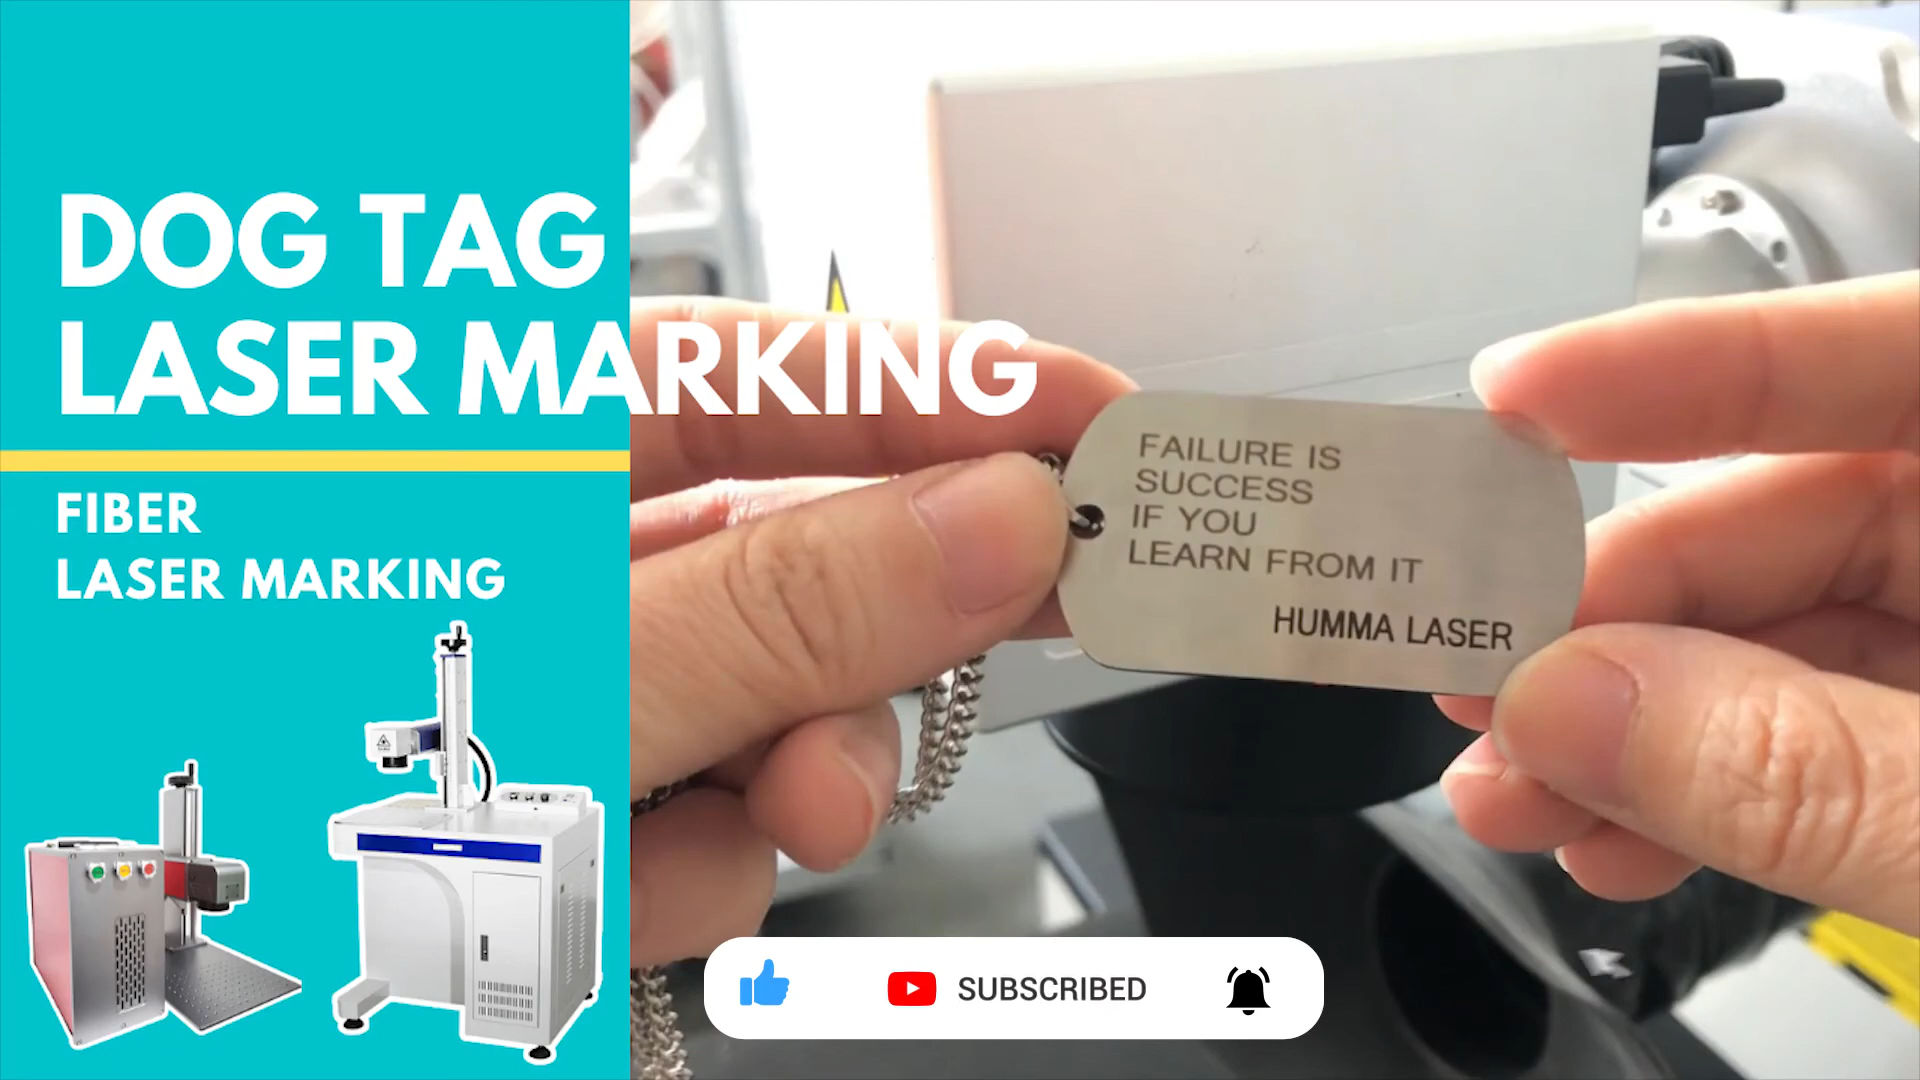 DOG TAG
LASER MARKING
FIBER
LASER MARKING
FAILURE IS
SUCCESS
IF YOU
LEARN FROM IT
HUMMA LASER
SUBSCRIBED